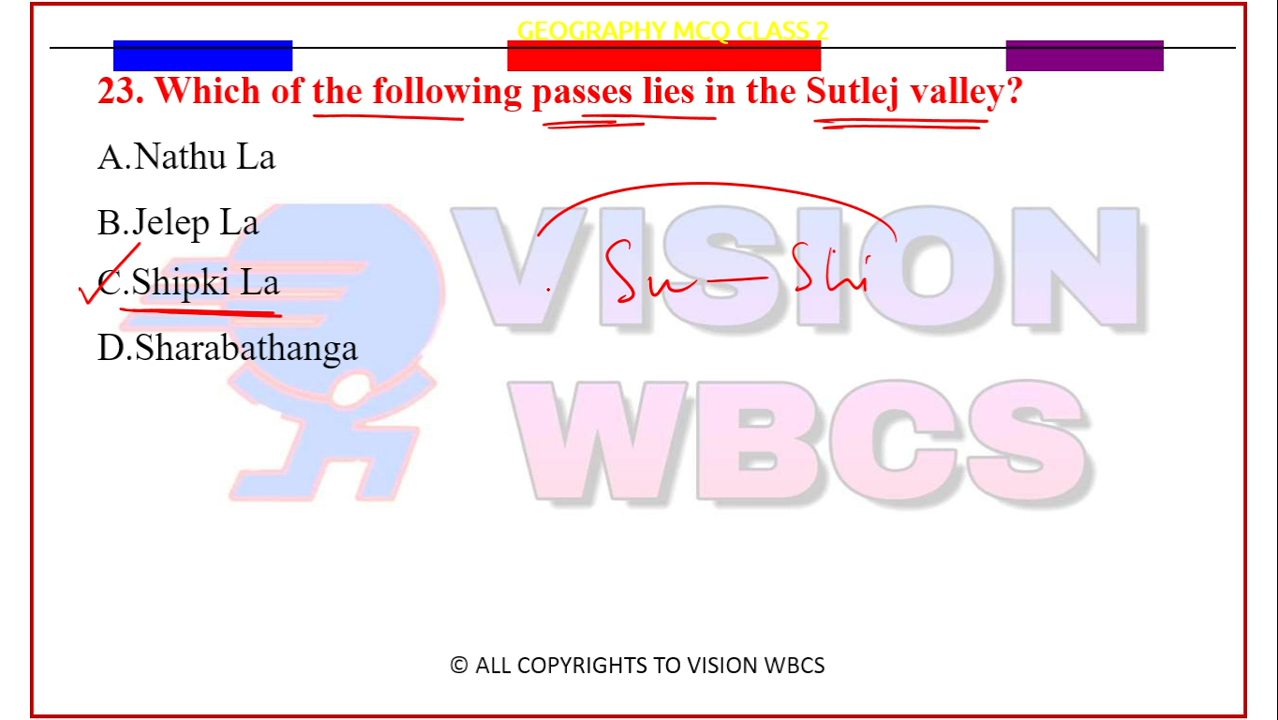 GEOGRAPHY MCQ CLASS 2
23. Which of the following passes lies in the Sutlej valley?
A.Nathu La
B.Jelep La
C.Shipki La
D.Sharabathanga
Su - Shi
VISION
WBCS
© ALL COPYRIGHTS TO VISION WBCS